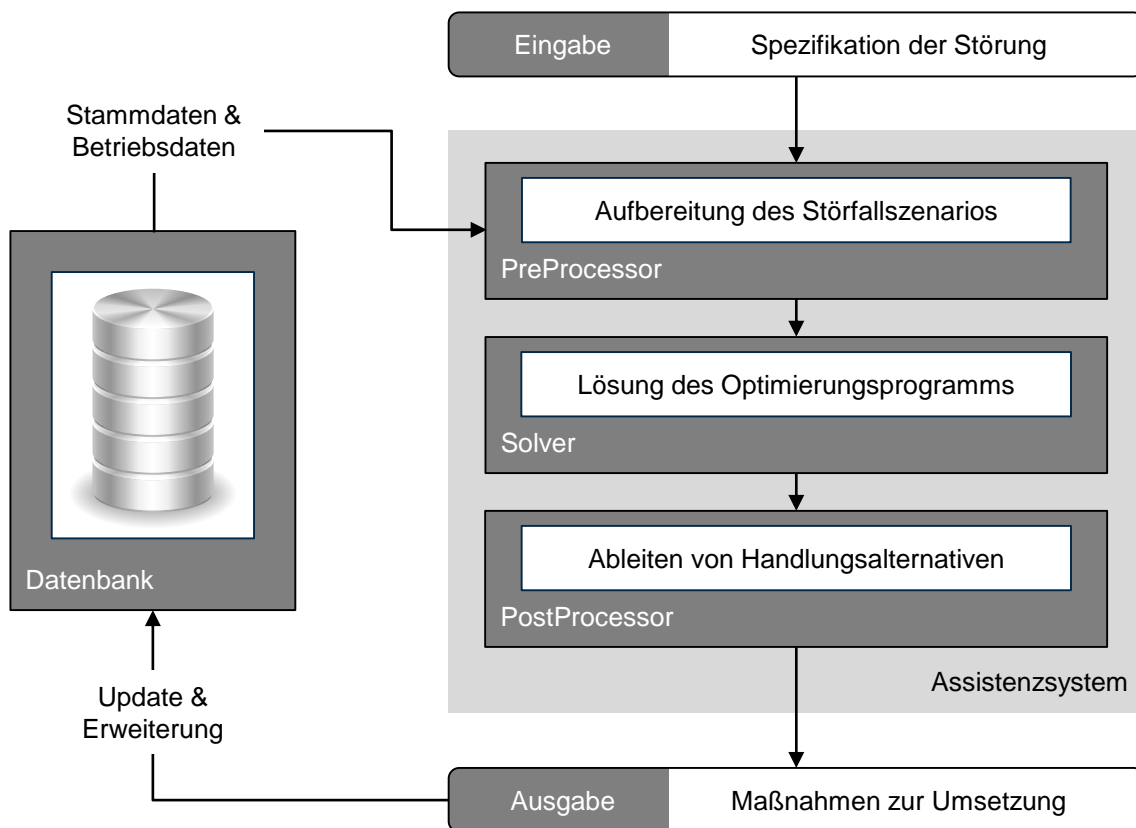 Eingabe
Spezifikation der Störung
Stammdaten &
Betriebsdaten
Aufbereitung des Störfallszenarios
PreProcessor
Lösung des Optimierungsprogramms
Solver
Datenbank
Ableiten von Handlungsalternativen
PostProcessor
Assistenzsystem
Update &
Erweiterung
Ausgabe
Maßnahmen zur Umsetzung